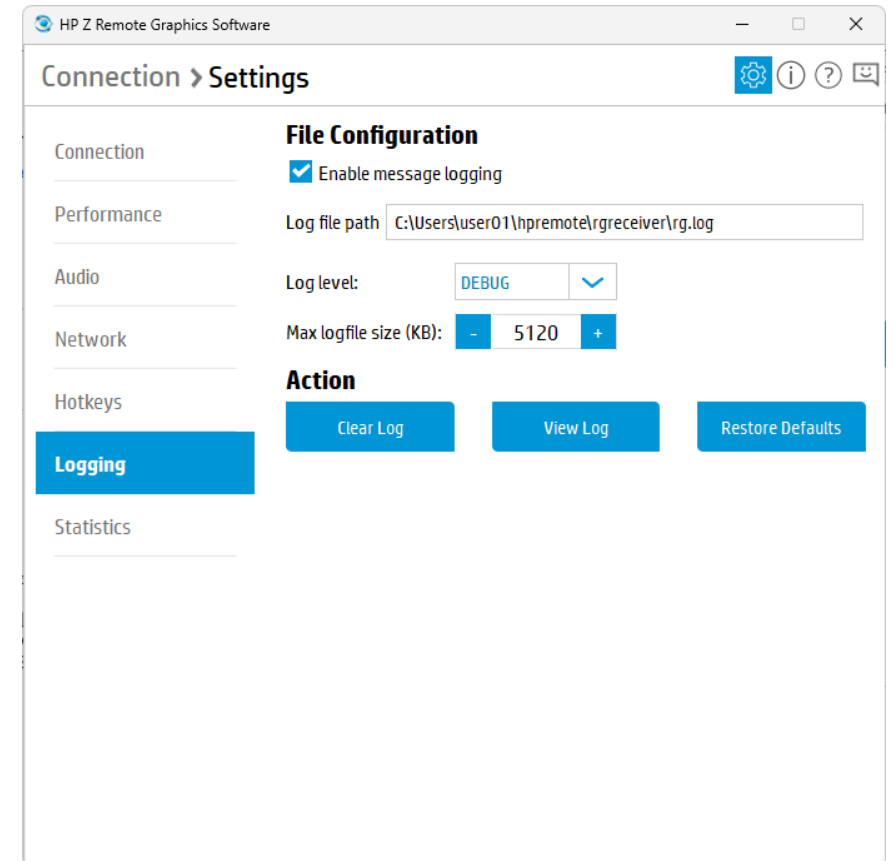 HP Z Remote Graphics Software
Connection > Settings
Connection
Performance
Audio
Network
Hotkeys
Logging
Statistics
File Configuration
Enable message logging
Log file path C:\Users\user01\hpremote\rgreceiver\rg.log
Log level: DEBUG
Max logfile size (KB): - 5120 +
Action
Clear Log View Log Restore Defaults